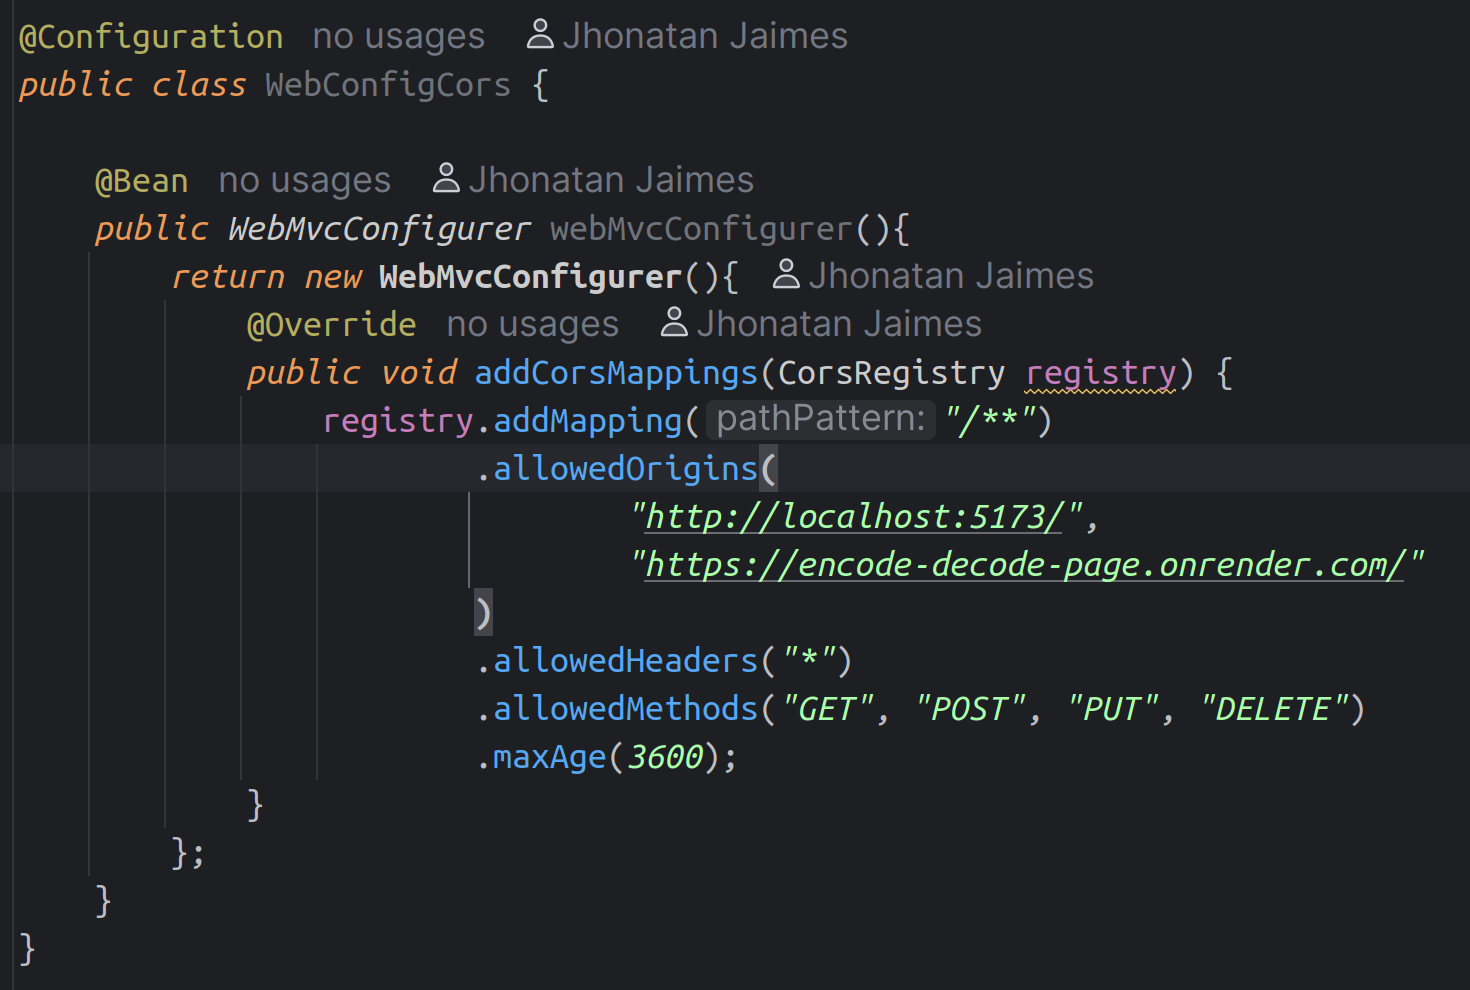 @Configuration no usages Jhonatan Jaimes
public class WebConfigCors {
@Bean no usages Jhonatan Jaimes
public WebMvcConfigurer webMvcConfigurer(){
return new WebMvcConfigurer(){ Jhonatan Jaimes
@Override no usages Jhonatan Jaimes
public void addCorsMappings(CorsRegistry registry) {
registry.addMapping( pathPattern: "/**")
.allowedOrigins(
"http://localhost:5173/",
"https://encode-decode-page.onrender.com/"
)
.allowedHeaders("*")
.allowedMethods("GET", "POST", "PUT", "DELETE")
.maxAge(3600);
}
};
}
}